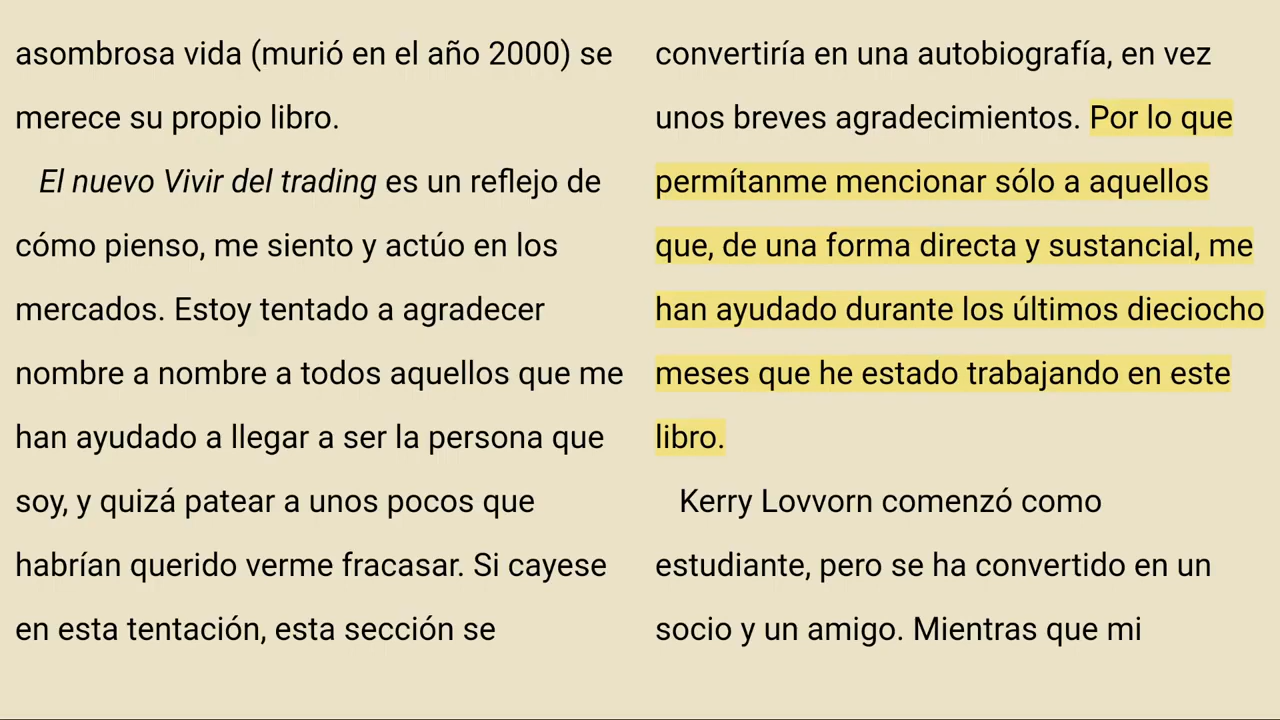 asombrosa vida (murió en el año 2000) se
merece su propio libro.
El nuevo Vivir del trading es un reflejo de
cómo pienso, me siento y actúo en los
mercados. Estoy tentado a agradecer
nombre a nombre a todos aquellos que me
han ayudado a llegar a ser la persona que
soy, y quizá patear a unos pocos que
habrían querido verme fracasar. Si cayese
en esta tentación, esta sección se
convertiría en una autobiografía, en vez
unos breves agradecimientos. Por lo que
permítanme mencionar sólo a aquellos
que, de una forma directa y sustancial, me
han ayudado durante los últimos dieciocho
meses que he estado trabajando en este
libro.
Kerry Lovvorn comenzó como
estudiante, pero se ha convertido en un
socio y un amigo. Mientras que mi